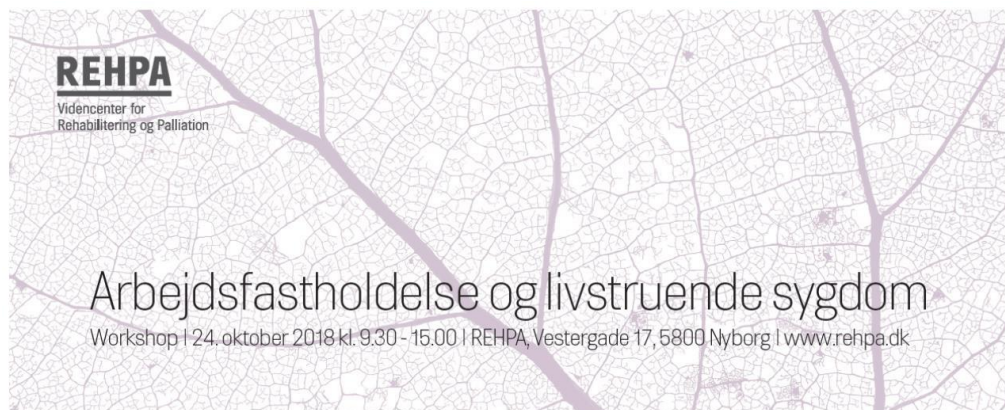 REHPA
Videncenter for
Rehabilitering og Palliation
Arbejdsfastholdelse og livstruende sygdom
Workshop | 24. oktober 2018 kl. 9.30 - 15.00 | REHPA, Vestergade 17, 5800 Nyborg | www.rehpa.dk